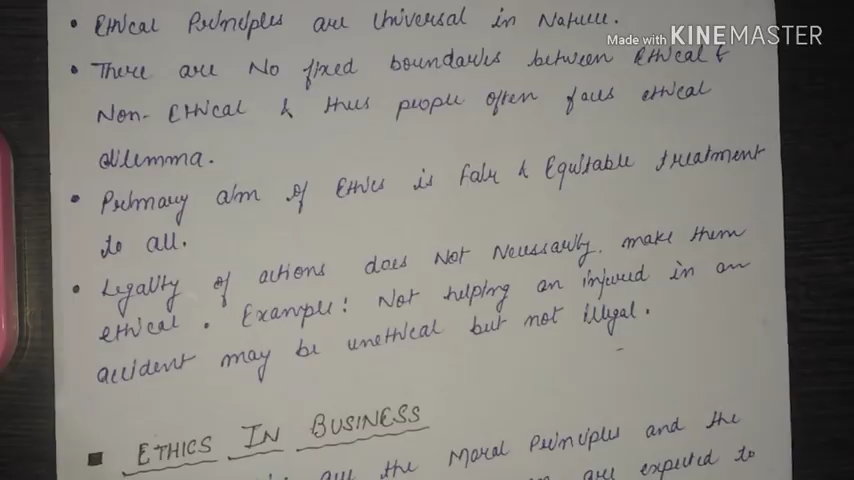 • Ethical Principles are Universal in Nature.
Made with KINEMASTER
• There are No fixed boundaries between Ethical &
Non-Ethical & thus people often faces ethical
dilemma.
• Primary aim of Ethics is Fair & Equitable treatment
to all.
• Legality of actions does Not Necessarily make them
ethical. Example: Not helping an injured in an
accident may be unethical but not illegal.
■ ETHICS IN BUSINESS
are the Moral Principles and the
are expected to